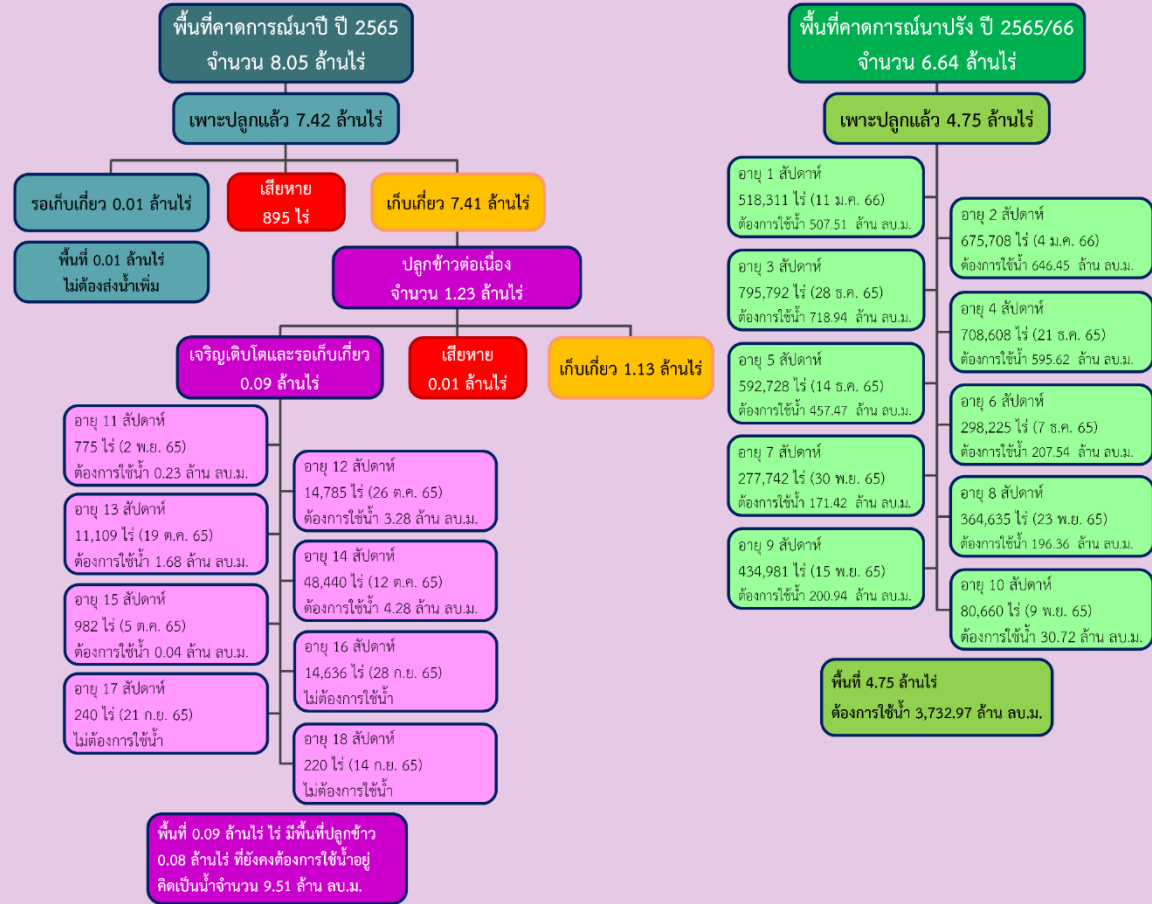 พื้นที่คาดการณ์นาปี ปี 2565
จำนวน 8.05 ล้านไร่
เพาะปลูกแล้ว 7.42 ล้านไร่
รอเก็บเกี่ยว 0.01 ล้านไร่
เสียหาย
895 ไร่
เก็บเกี่ยว 7.41 ล้านไร่
พื้นที่ 0.01 ล้านไร่
ไม่ต้องส่งน้ำเพิ่ม
ปลูกข้าวต่อเนื่อง
จำนวน 1.23 ล้านไร่
เจริญเติบโตและรอเก็บเกี่ยว
0.09 ล้านไร่
เสียหาย
0.01 ล้านไร่
เก็บเกี่ยว 1.13 ล้านไร่
อายุ 11 สัปดาห์
775 ไร่ (2 พ.ย. 65)
ต้องการใช้น้ำ 0.23 ล้าน ลบ.ม.
อายุ 12 สัปดาห์
14,785 ไร่ (26 ต.ค. 65)
ต้องการใช้น้ำ 3.28 ล้าน ลบ.ม.
อายุ 13 สัปดาห์
11,109 ไร่ (19 ต.ค. 65)
ต้องการใช้น้ำ 1.68 ล้าน ลบ.ม.
อายุ 14 สัปดาห์
48,440 ไร่ (12 ต.ค. 65)
ต้องการใช้น้ำ 4.28 ล้าน ลบ.ม.
อายุ 15 สัปดาห์
982 ไร่ (5 ต.ค. 65)
ต้องการใช้น้ำ 0.04 ล้าน ลบ.ม.
อายุ 16 สัปดาห์
14,636 ไร่ (28 ก.ย. 65)
ไม่ต้องการใช้น้ำ
อายุ 17 สัปดาห์
240 ไร่ (21 ก.ย. 65)
ไม่ต้องการใช้น้ำ
อายุ 18 สัปดาห์
220 ไร่ (14 ก.ย. 65)
ไม่ต้องการใช้น้ำ
พื้นที่ 0.09 ล้านไร่ ไร่ มีพื้นที่ปลูกข้าว
0.08 ล้านไร่ ที่ยังคงต้องการใช้น้ำอยู่
คิดเป็นน้ำจำนวน 9.51 ล้าน ลบ.ม.
พื้นที่คาดการณ์นาปรัง ปี 2565/66
จำนวน 6.64 ล้านไร่
เพาะปลูกแล้ว 4.75 ล้านไร่
อายุ 1 สัปดาห์
518,311 ไร่ (11 ม.ค. 66)
ต้องการใช้น้ำ 507.51 ล้าน ลบ.ม.
อายุ 2 สัปดาห์
675,708 ไร่ (4 ม.ค. 66)
ต้องการใช้น้ำ 646.45 ล้าน ลบ.ม.
อายุ 3 สัปดาห์
795,792 ไร่ (28 ธ.ค. 65)
ต้องการใช้น้ำ 718.94 ล้าน ลบ.ม.
อายุ 4 สัปดาห์
708,608 ไร่ (21 ธ.ค. 65)
ต้องการใช้น้ำ 595.62 ล้าน ลบ.ม.
อายุ 5 สัปดาห์
592,728 ไร่ (14 ธ.ค. 65)
ต้องการใช้น้ำ 457.47 ล้าน ลบ.ม.
อายุ 6 สัปดาห์
298,225 ไร่ (7 ธ.ค. 65)
ต้องการใช้น้ำ 207.54 ล้าน ลบ.ม.
อายุ 7 สัปดาห์
277,742 ไร่ (30 พ.ย. 65)
ต้องการใช้น้ำ 171.42 ล้าน ลบ.ม.
อายุ 8 สัปดาห์
364,635 ไร่ (23 พ.ย. 65)
ต้องการใช้น้ำ 196.36 ล้าน ลบ.ม.
อายุ 9 สัปดาห์
434,981 ไร่ (15 พ.ย. 65)
ต้องการใช้น้ำ 200.94 ล้าน ลบ.ม.
อายุ 10 สัปดาห์
80,660 ไร่ (9 พ.ย. 65)
ต้องการใช้น้ำ 30.72 ล้าน ลบ.ม.
พื้นที่ 4.75 ล้านไร่
ต้องการใช้น้ำ 3,732.97 ล้าน ลบ.ม.